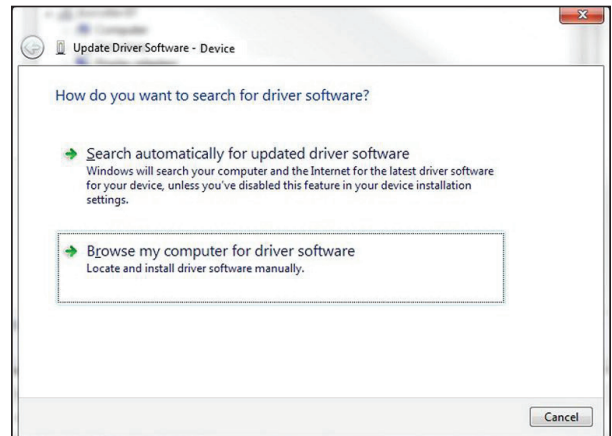 Update Driver Software - Device
How do you want to search for driver software?
Search automatically for updated driver software
Windows will search your computer and the Internet for the latest driver software
for your device, unless you've disabled this feature in your device installation
settings.
Browse my computer for driver software
Locate and install driver software manually.
Cancel